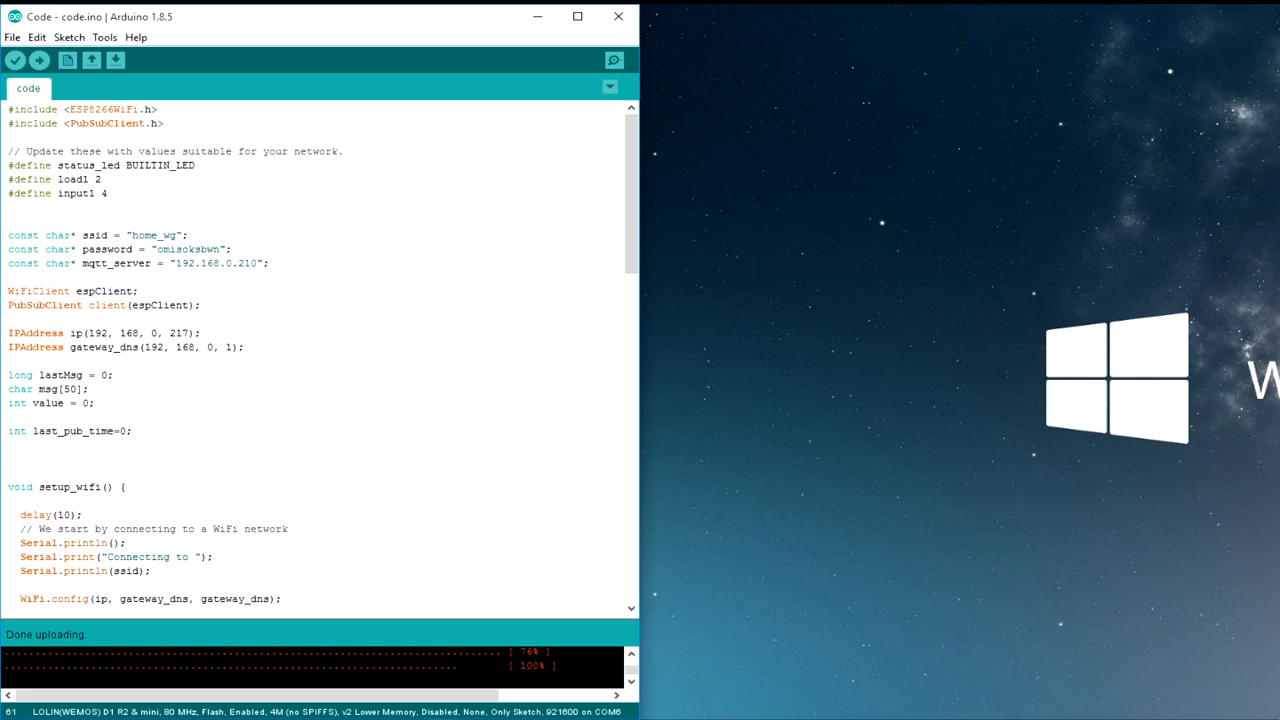 Code - code.ino | Arduino 1.8.5
File Edit Sketch Tools Help
code
#include <ESP8266WiFi.h>
#include <PubSubClient.h>
// Update these with values suitable for your network.
#define status_led BUILTIN_LED
#define load1 2
#define input1 4
const char* ssid = "home_wg";
const char* password = "omisoksbwn";
const char* mqtt_server = "192.168.0.210";
WiFiClient espClient;
PubSubClient client(espClient);
IPAddress ip(192, 168, 0, 217);
IPAddress gateway_dns(192, 168, 0, 1);
long lastMsg = 0;
char msg[50];
int value = 0;
int last_pub_time=0;
void setup_wifi() {
delay(10);
// We start by connecting to a WiFi network
Serial.println();
Serial.print("Connecting to ");
Serial.println(ssid);
WiFi.config(ip, gateway_dns, gateway_dns);
Done uploading.
................................................................................ [ 76% ]
......................................................................... [ 100% ]
61 LOLIN(WEMOS) D1 R2 & mini, 80 MHz, Flash, Enabled, 4M (no SPIFFS), v2 Lower Memory, Disabled, None, Only Sketch, 921600 on COM6
W